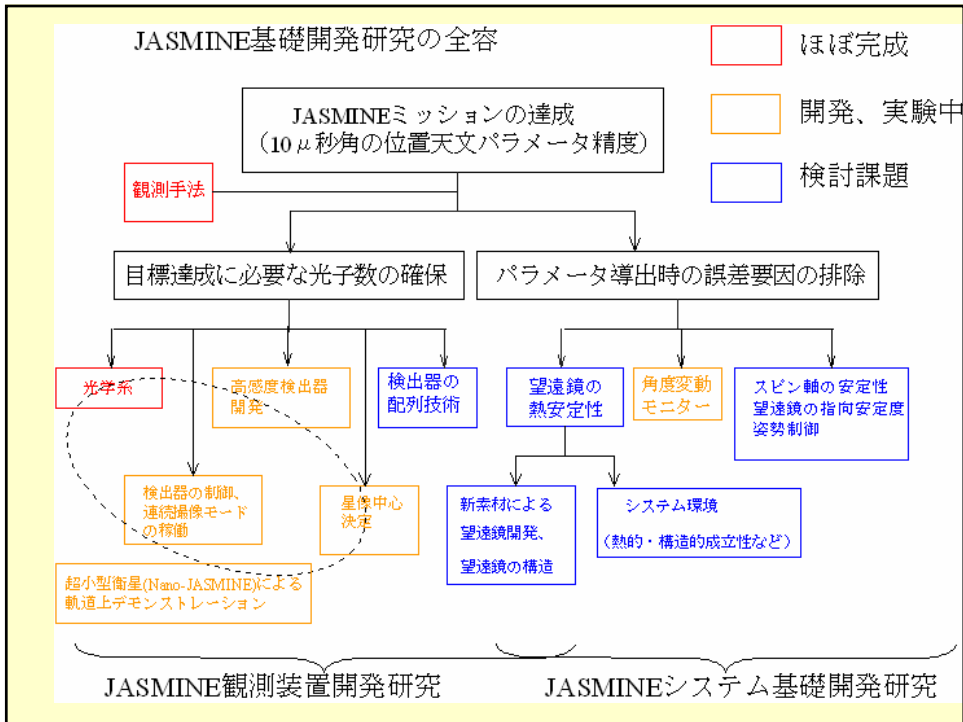 JASMINE基礎開発研究の全容
ほぼ完成
開発、実験中
検討課題
JASMINEミッションの達成
(10μ秒角の位置天文パラメータ精度)
観測手法
目標達成に必要な光子数の確保
パラメータ導出時の誤差要因の排除
光学系
高感度検出器
開発
検出器の
配列技術
望遠鏡の
熱安定性
角度変動
モニター
スピン軸の安定性
望遠鏡の指向安定度
姿勢制御
検出器の制御、
連続撮像モード
の稼働
星像中心
決定
新素材による
望遠鏡開発、
望遠鏡の構造
システム環境
(熱的・構造的成立性など)
超小型衛星(Nano-JASMINE)による
軌道上デモンストレーション
JASMINE観測装置開発研究
JASMINEシステム基礎開発研究